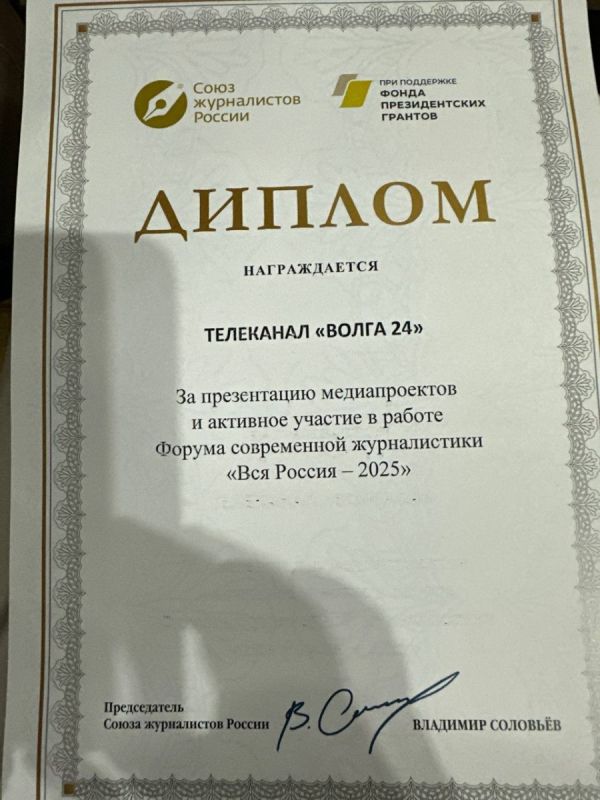 Союз
журналистов
России
ПРИ ПОДДЕРЖКЕ
ФОНДА
ПРЕЗИДЕНТСКИХ
ГРАНТОВ
ДИПЛОМ
НАГРАЖДАЕТСЯ
ТЕЛЕКАНАЛ «ВОЛГА 24»
За презентацию медиапроектов
и активное участие в работе
Форума современной журналистики
«Вся Россия – 2025»
Председатель
Союза журналистов России
ВЛАДИМИР СОЛОВЬЁВ